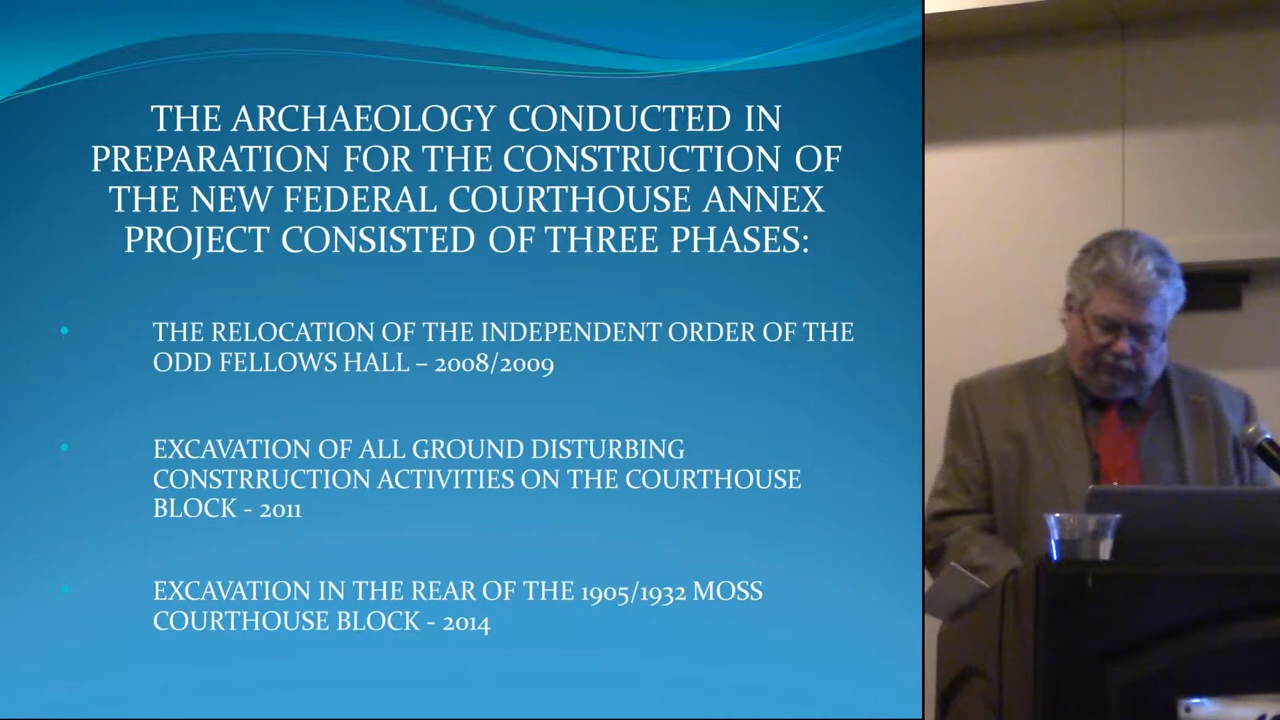 THE ARCHAEOLOGY CONDUCTED IN
PREPARATION FOR THE CONSTRUCTION OF
THE NEW FEDERAL COURTHOUSE ANNEX
PROJECT CONSISTED OF THREE PHASES:
• THE RELOCATION OF THE INDEPENDENT ORDER OF THE
ODD FELLOWS HALL – 2008/2009
• EXCAVATION OF ALL GROUND DISTURBING
CONSTRRUCTION ACTIVITIES ON THE COURTHOUSE
BLOCK - 2011
• EXCAVATION IN THE REAR OF THE 1905/1932 MOSS
COURTHOUSE BLOCK - 2014